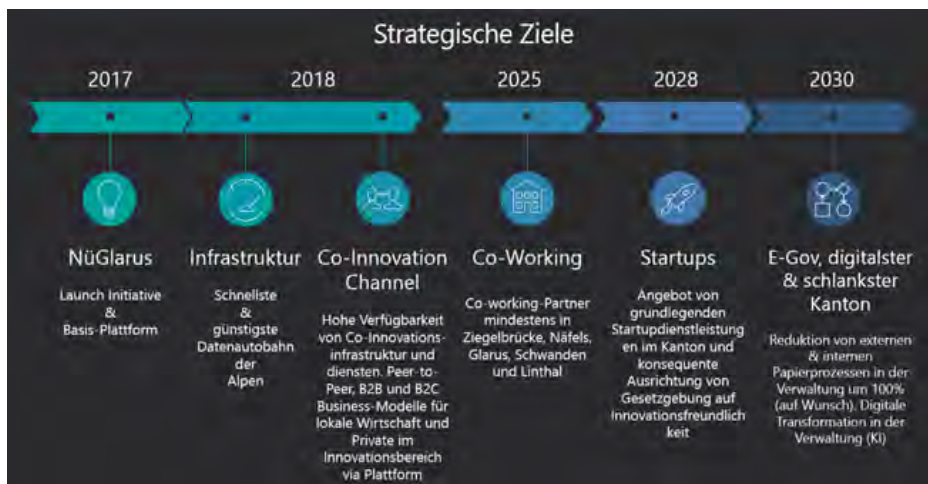 Strategische Ziele
2017
2018
2025
2028
2030
NüGlarus
Launch Initiative
&
Basis-Plattform
Infrastruktur
Schnellste
&
günstigste
Datenautobahn
der
Alpen
Co-Innovation
Channel
Hohe Verfügbarkeit
von Co-Innovations-
infrastruktur und
diensten. Peer-to-
Peer, B2B und B2C
Business-Modelle für
lokale Wirtschaft und
Private im
Innovationsbereich
via Plattform
Co-Working
Co-working-Partner
mindestens in
Ziegelbrücke, Näfels,
Glarus, Schwanden
und Linthal
Startups
Angebot von
grundlegenden
Startupdienstleistung
en im Kanton und
konsequente
Ausrichtung von
Gesetzgebung auf
Innovationsfreundlich
keit
E-Gov, digitalster
& schlankster
Kanton
Reduktion von externen
& internen
Papierprozessen in der
Verwaltung um 100%
(auf Wunsch). Digitale
Transformation in der
Verwaltung (KI)